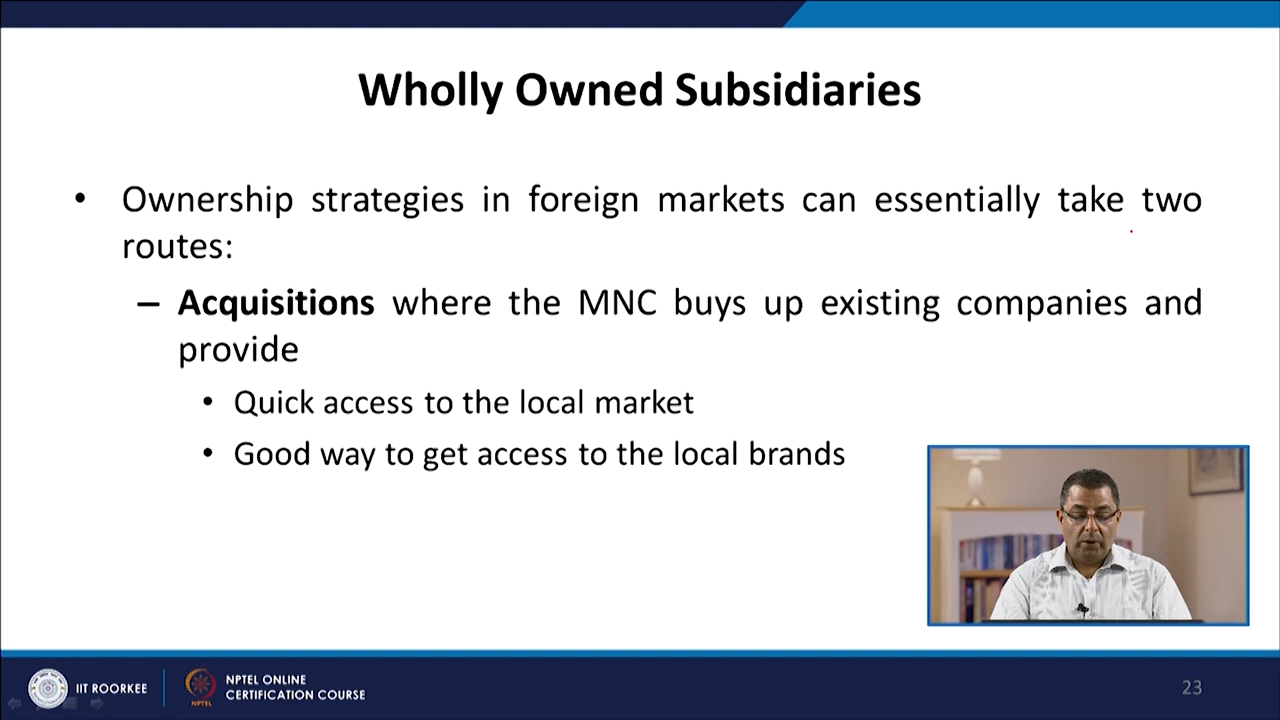 Wholly Owned Subsidiaries
• Ownership strategies in foreign markets can essentially take two
routes:
– Acquisitions where the MNC buys up existing companies and
provide
• Quick access to the local market
• Good way to get access to the local brands
IIT ROORKEE
NPTEL
NPTEL ONLINE
CERTIFICATION COURSE
23